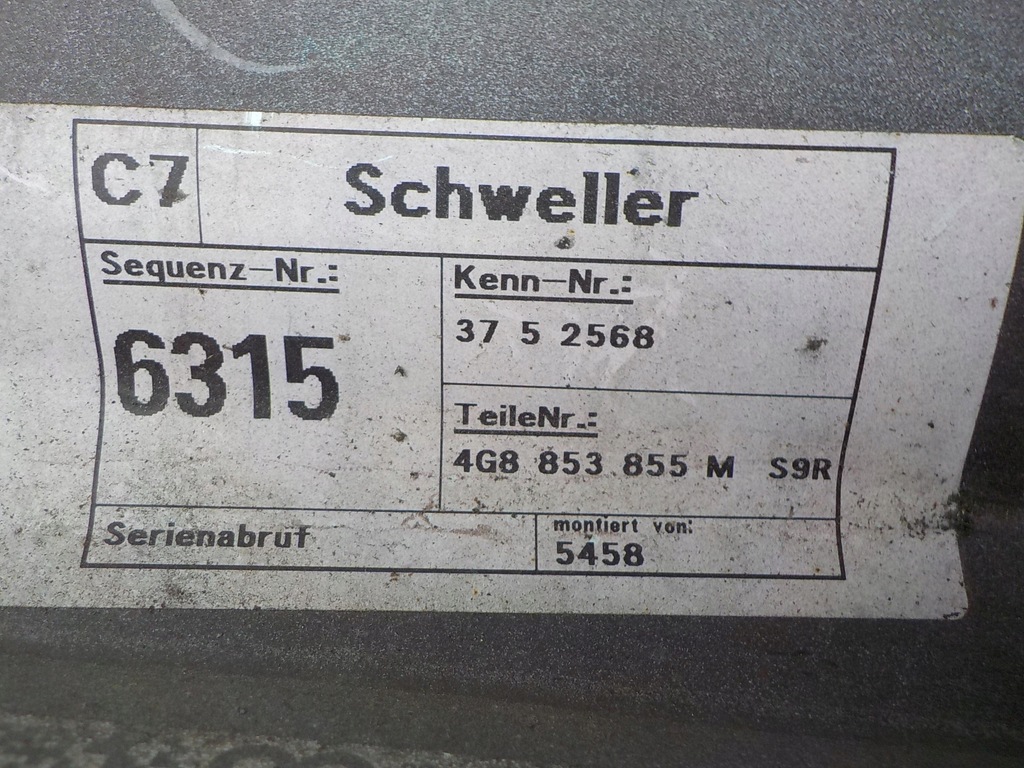 C7 Schweller
Sequenz-Nr.:
6315
Kenn-Nr.:
37 5 2568
TeileNr.:
4G8 853 855 M S9R
Serienabruf
montiert von:
5458